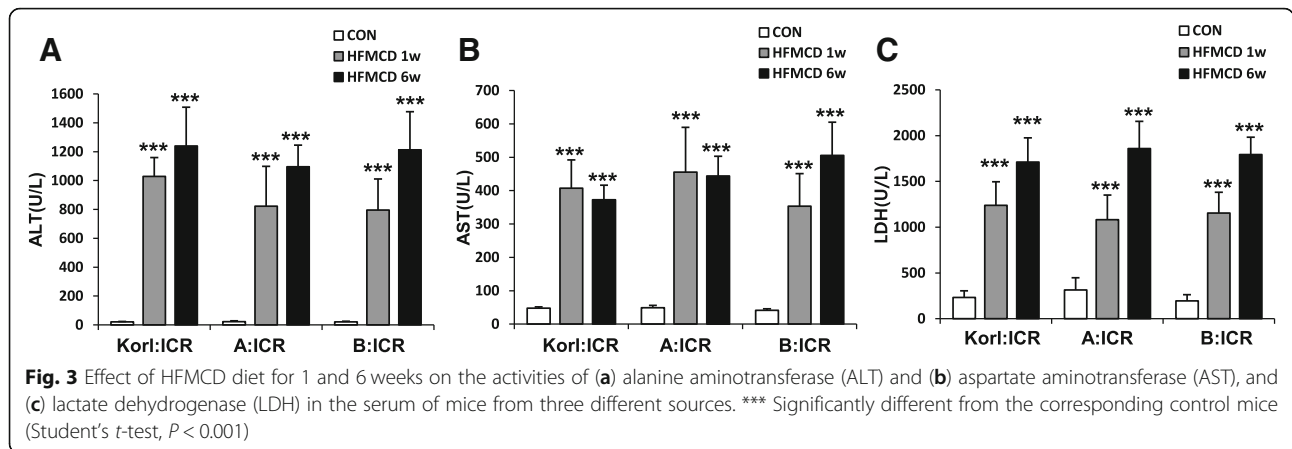 A
CON
HFMCD 1w
HFMCD 6w
ALT(U/L)
1600
1400
1200
1000
800
600
400
200
0
*** ***
*** ***
*** ***
Korl:ICR A:ICR B:ICR
B
CON
HFMCD 1w
HFMCD 6w
AST(U/L)
700
600
500
400
300
200
100
0
*** ***
*** ***
*** ***
Korl:ICR A:ICR B:ICR
C
CON
HFMCD 1w
HFMCD 6w
LDH(U/L)
2500
2000
1500
1000
500
0
*** ***
*** ***
*** ***
Korl:ICR A:ICR B:ICR
Fig. 3 Effect of HFMCD diet for 1 and 6 weeks on the activities of (a) alanine aminotransferase (ALT) and (b) aspartate aminotransferase (AST), and
(c) lactate dehydrogenase (LDH) in the serum of mice from three different sources. *** Significantly different from the corresponding control mice
(Student's t-test, P < 0.001)